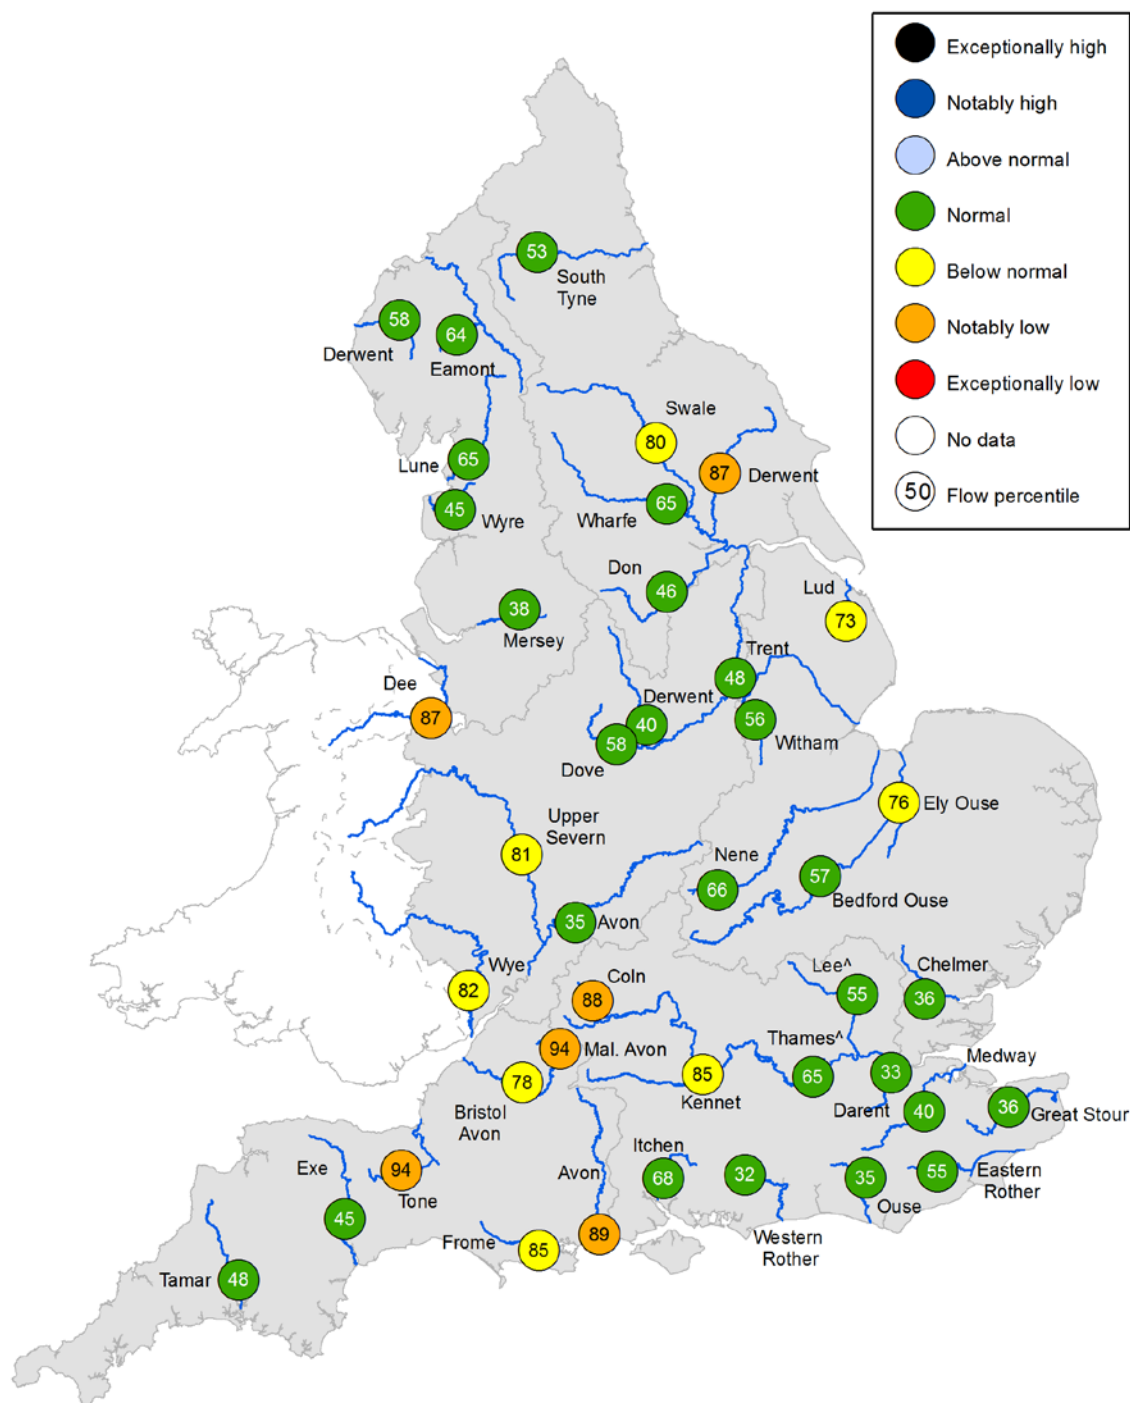 Exceptionally high
Notably high
Above normal
Normal
Below normal
Notably low
Exceptionally low
No data
50 Flow percentile
53
South
Tyne
58
Derwent
64
Eamont
Swale
80
87
Derwent
Lune
65
45
Wyre
Wharfe
65
Don
46
Lud
73
38
Mersey
Trent
48
Dee
87
Derwent
40
56
Witham
58
Dove
76
Ely Ouse
Upper
Severn
81
Nene
66
57
Bedford Ouse
35
Avon
Wye
82
Coln
88
Lee^
55
Chelmer
36
94
Mal. Avon
Thames^
65
33
Darent
Medway
40
78
Bristol
Avon
85
Kennet
36
Great Stour
Exe
45
94
Tone
Avon
89
Itchen
68
32
Western
Rother
35
Ouse
55
Eastern
Rother
Frome
85
Tamar
48